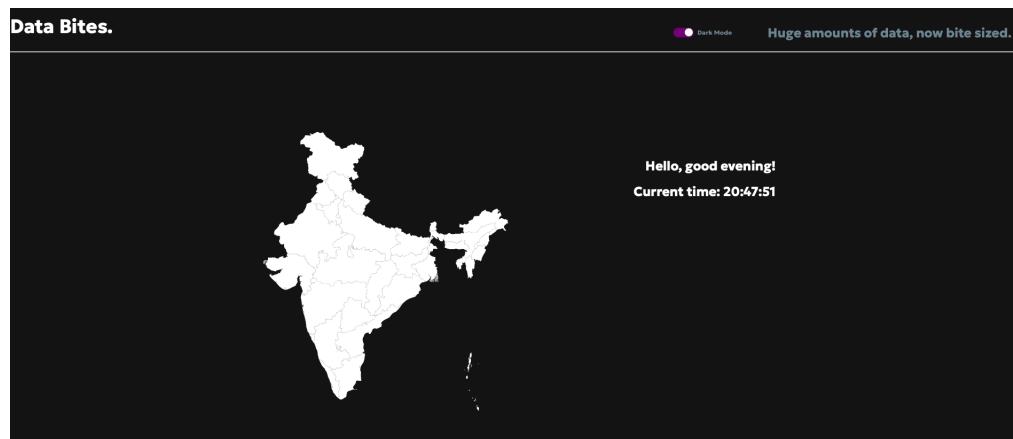 Data Bites.
Dark Mode
Huge amounts of data, now bite sized.
Hello, good evening!
Current time: 20:47:51